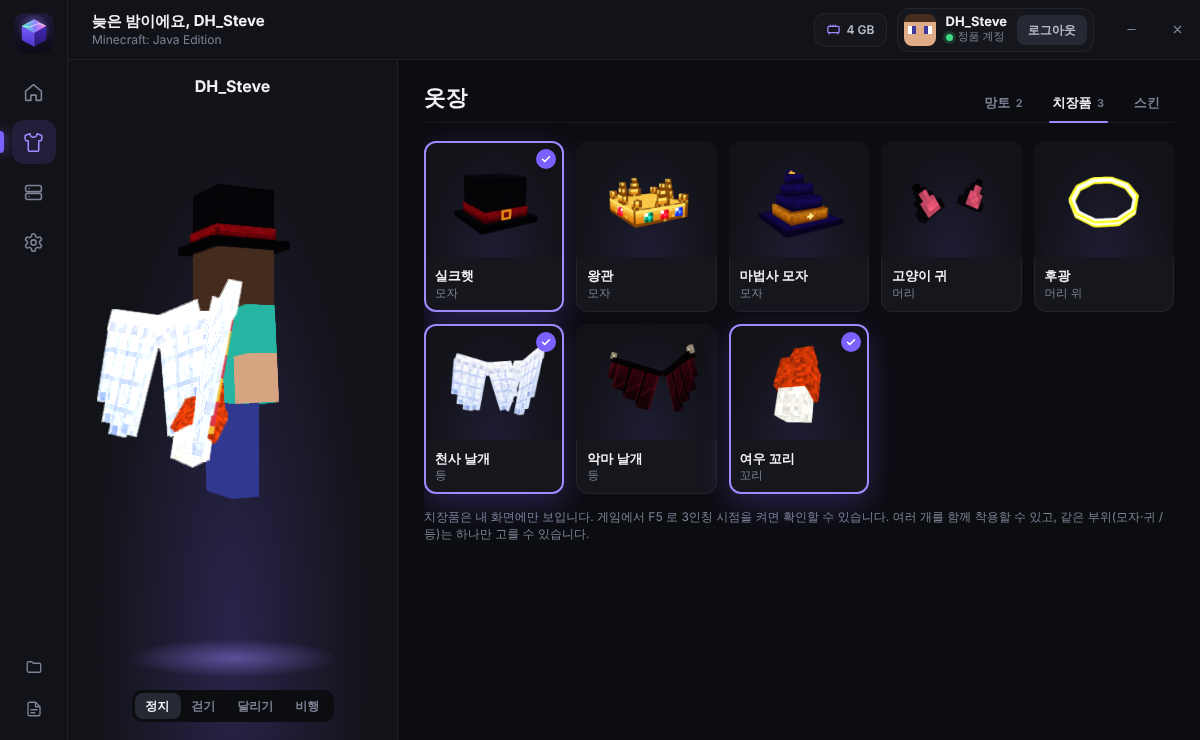 늦은 밤이에요, DH_Steve
Minecraft: Java Edition
4 GB
DH_Steve
정품 계정
로그아웃
DH_Steve
옷장
망토 2
치장품 3
스킨
실크햇
모자
왕관
모자
마법사 모자
모자
고양이 귀
머리
후광
머리 위
천사 날개
등
악마 날개
등
여우 꼬리
꼬리
치장품은 내 화면에만 보입니다. 게임에서 F5 로 3인칭 시점을 켜면 확인할 수 있습니다. 여러 개를 함께 착용할 수 있고, 같은 부위(모자·귀 /
등)는 하나만 고를 수 있습니다.
정지
걷기
달리기
비행